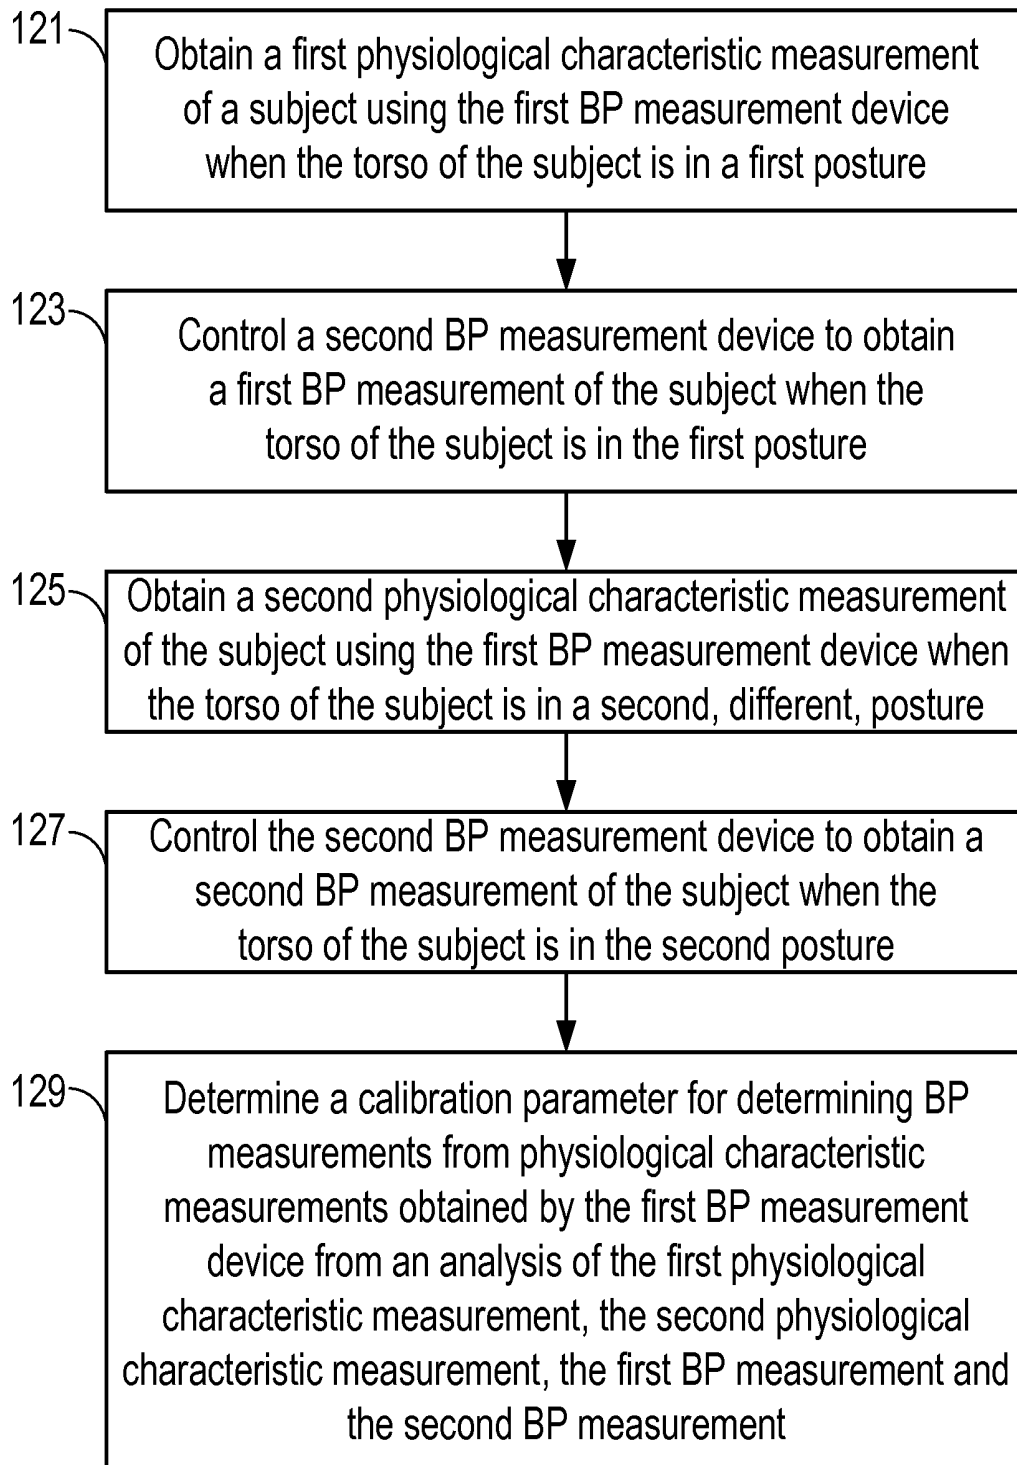 121
Obtain a first physiological characteristic measurement
of a subject using the first BP measurement device
when the torso of the subject is in a first posture
123
Control a second BP measurement device to obtain
a first BP measurement of the subject when the
torso of the subject is in the first posture
125
Obtain a second physiological characteristic measurement
of the subject using the first BP measurement device when
the torso of the subject is in a second, different, posture
127
Control the second BP measurement device to obtain a
second BP measurement of the subject when the
torso of the subject is in the second posture
129
Determine a calibration parameter for determining BP
measurements from physiological characteristic
measurements obtained by the first BP measurement
device from an analysis of the first physiological
characteristic measurement, the second physiological
characteristic measurement, the first BP measurement and
the second BP measurement